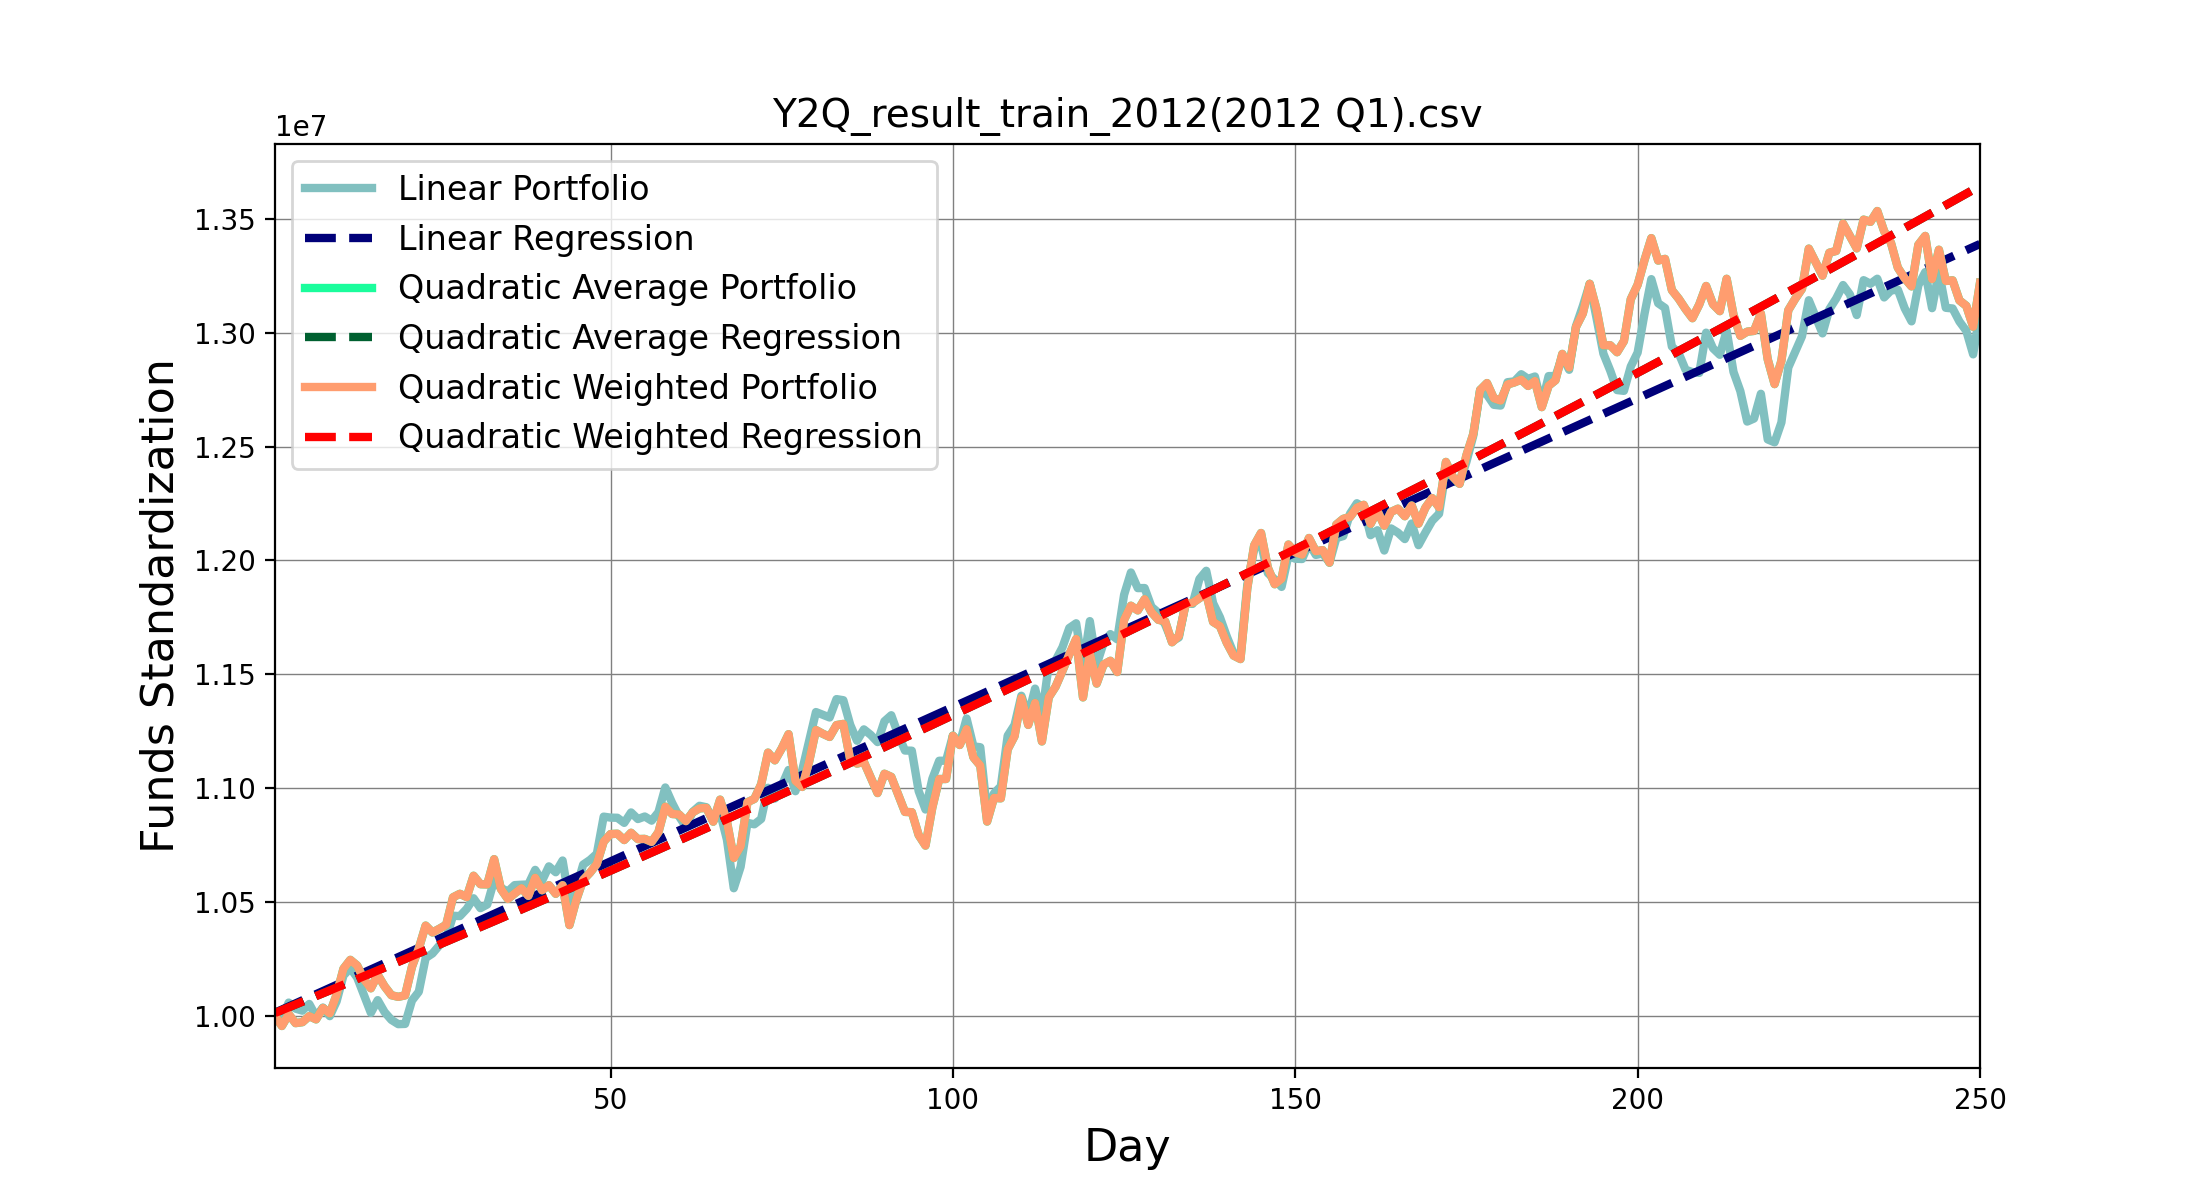 Y2Q_result_train_2012(2012 Q1).csv
1e7
Linear Portfolio
Linear Regression
Quadratic Average Portfolio
Quadratic Average Regression
Quadratic Weighted Portfolio
Quadratic Weighted Regression
Funds Standardization
1.35
1.30
1.25
1.20
1.15
1.10
1.05
1.00
50 100 150 200 250
Day